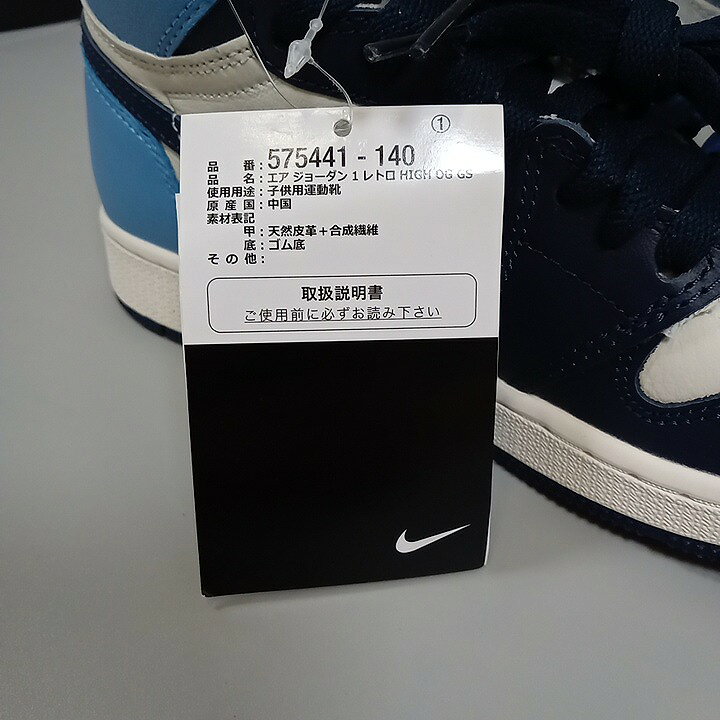 ①
品番：575441 - 140
品名：エア ジョーダン 1 レトロ HIGH OG GS
使用用途：子供用運動靴
原産国：中国
素材表記
甲：天然皮革＋合成繊維
底：ゴム底
その他：
取扱説明書
ご使用前に必ずお読み下さい